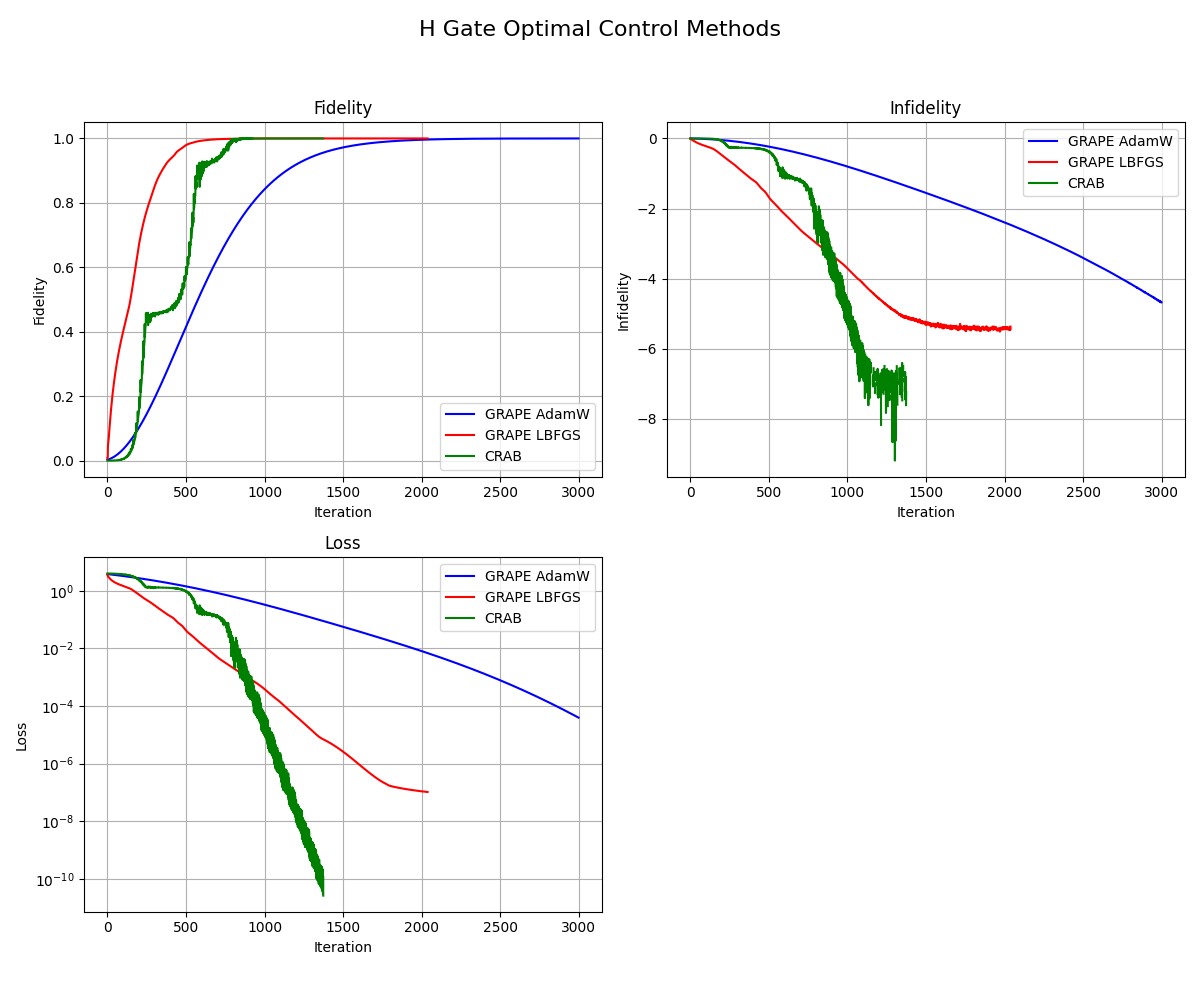 H Gate Optimal Control Methods
Fidelity
Fidelity
1.0
0.8
0.6
0.4
0.2
0.0
GRAPE AdamW
GRAPE LBFGS
CRAB
0 500 1000 1500 2000 2500 3000
Iteration
Infidelity
Infidelity
0
−2
−4
−6
−8
GRAPE AdamW
GRAPE LBFGS
CRAB
0 500 1000 1500 2000 2500 3000
Iteration
Loss
Loss
10⁰
10⁻²
10⁻⁴
10⁻⁶
10⁻⁸
10⁻¹⁰
GRAPE AdamW
GRAPE LBFGS
CRAB
0 500 1000 1500 2000 2500 3000
Iteration